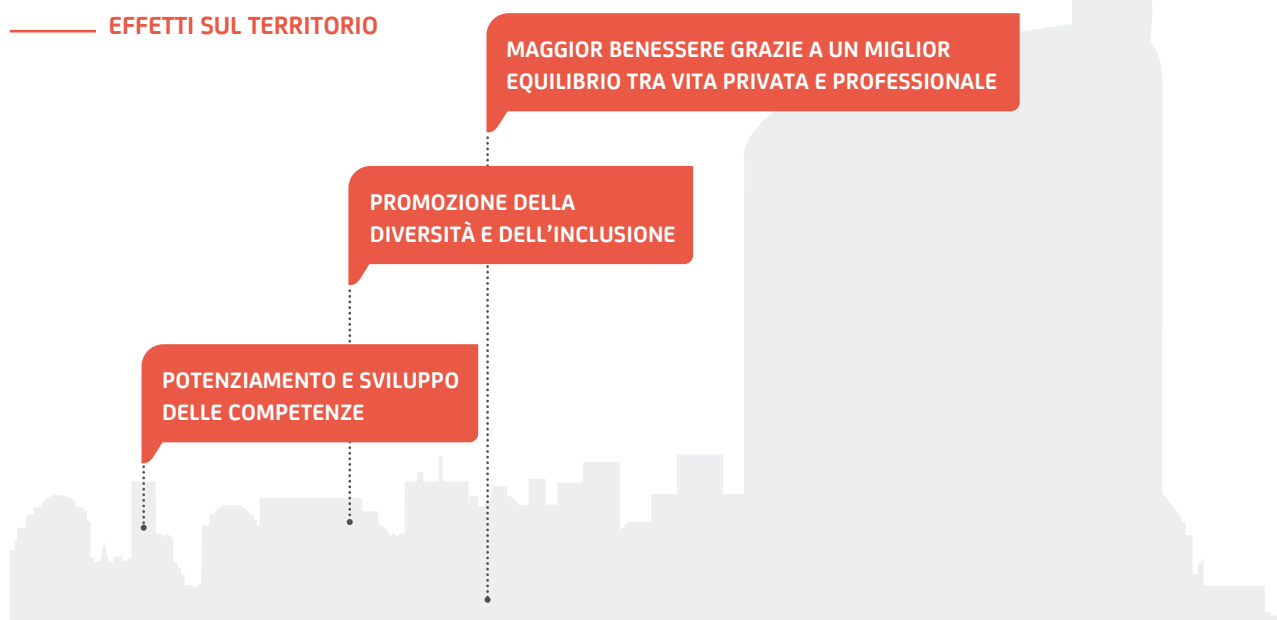 EFFETTI SUL TERRITORIO
MAGGIOR BENESSERE GRAZIE A UN MIGLIOR
EQUILIBRIO TRA VITA PRIVATA E PROFESSIONALE
PROMOZIONE DELLA
DIVERSITÀ E DELL'INCLUSIONE
POTENZIAMENTO E SVILUPPO
DELLE COMPETENZE